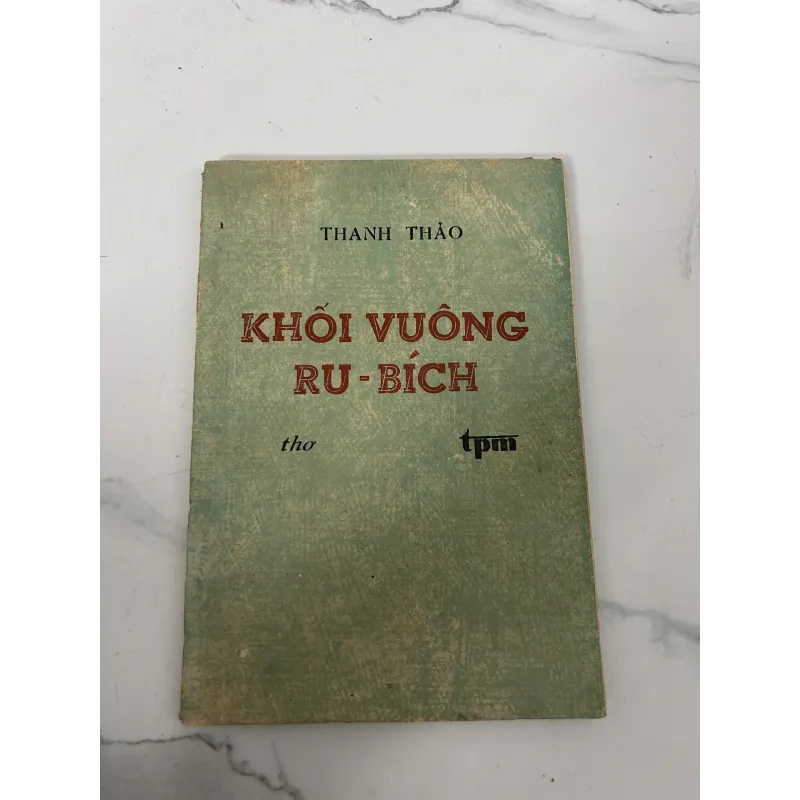 THANH THẢO
KHỐI VUÔNG
RU - BÍCH
thơ tpm